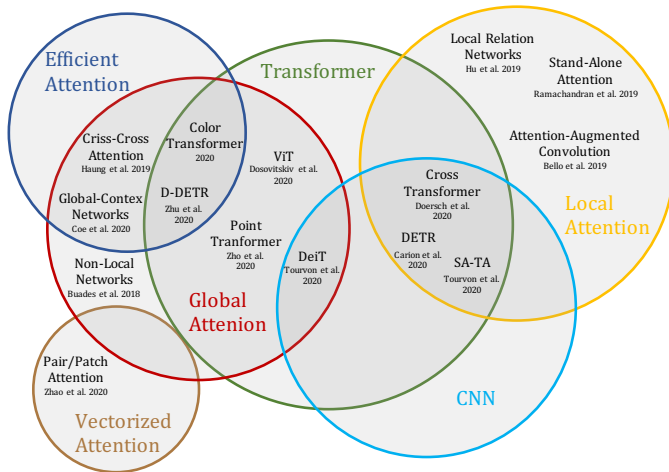 Efficient
Attention
Transformer
Local Relation
Networks
Hu et al. 2019
Stand-Alone
Attention
Ramachandran et al. 2019
Criss-Cross
Attention
Haung et al. 2019
Color
Transformer
2020
ViT
Dosovitskiv et al.
2020
Attention-Augmented
Convolution
Bello et al. 2019
Global-Contex
Networks
Coe et al. 2020
D-DETR
Zhu et al.
2020
Cross
Transformer
Doersch et al.
2020
Local
Attention
Point
Tranformer
Zho et al. 2020
DeiT
Tourvon et al.
2020
DETR
Carion et al.
2020
SA-TA
Tourvon et al.
2020
Non-Local
Networks
Buades et al. 2018
Global
Attenion
Pair/Patch
Attention
Zhao et al. 2020
CNN
Vectorized
Attention